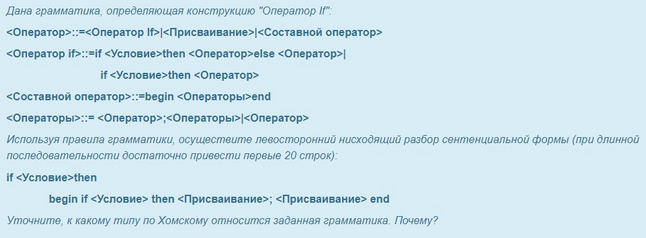 Дана грамматика, определяющая конструкцию "Оператор If":
<Оператор>::=<Оператор If>|<Присваивание>|<Составной оператор>
<Оператор if>::=if <Условие>then <Оператор>else <Оператор>|
if <Условие>then <Оператор>
<Составной оператор>::=begin <Операторы>end
<Операторы>::= <Оператор>;<Операторы>|<Оператор>
Используя правила грамматики, осуществите левосторонний нисходящий разбор сентенциальной формы (при длинной
последовательности достаточно привести первые 20 строк):
if <Условие>then
begin if <Условие> then <Присваивание>; <Присваивание> end
Уточните, к какому типу по Хомскому относится заданная грамматика. Почему?